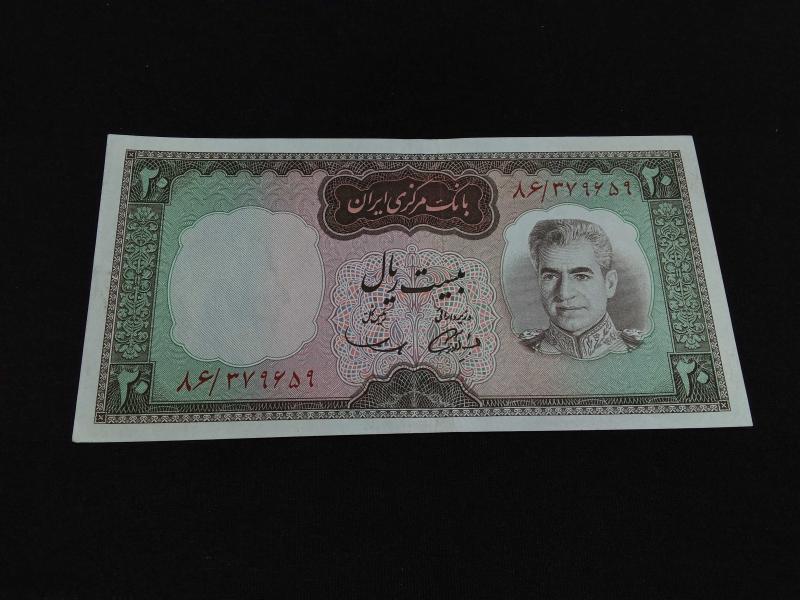 بانک مرکزی ایران
۲۰
۸۶/۳۷۹۶۵۹
۲۰
بیست ریال
وزیر دارائی
رئیس کل
۸۶/۳۷۹۶۵۹
۲۰
۲۰